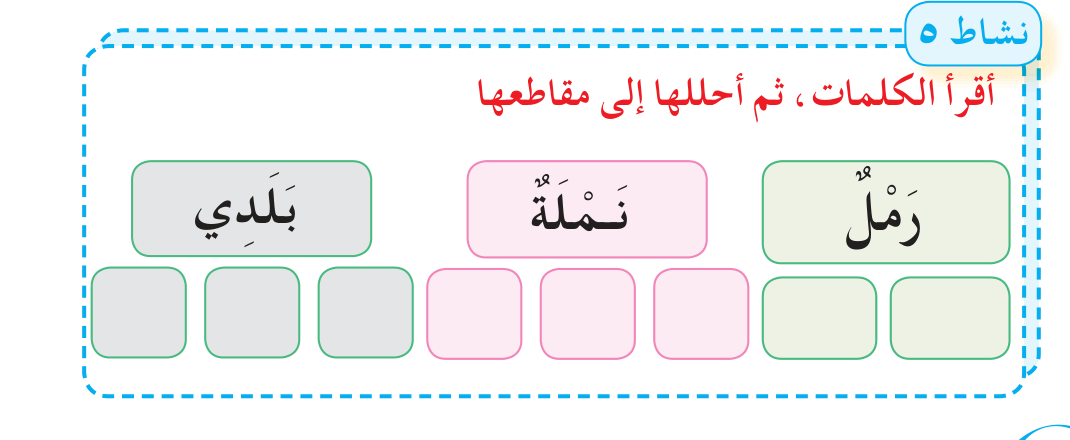 نشاط ٥
أقرأ الكلمات، ثم أحللها إلى مقاطعها
رَمْلٌ نَـمْلَةٌ بَلَدِي